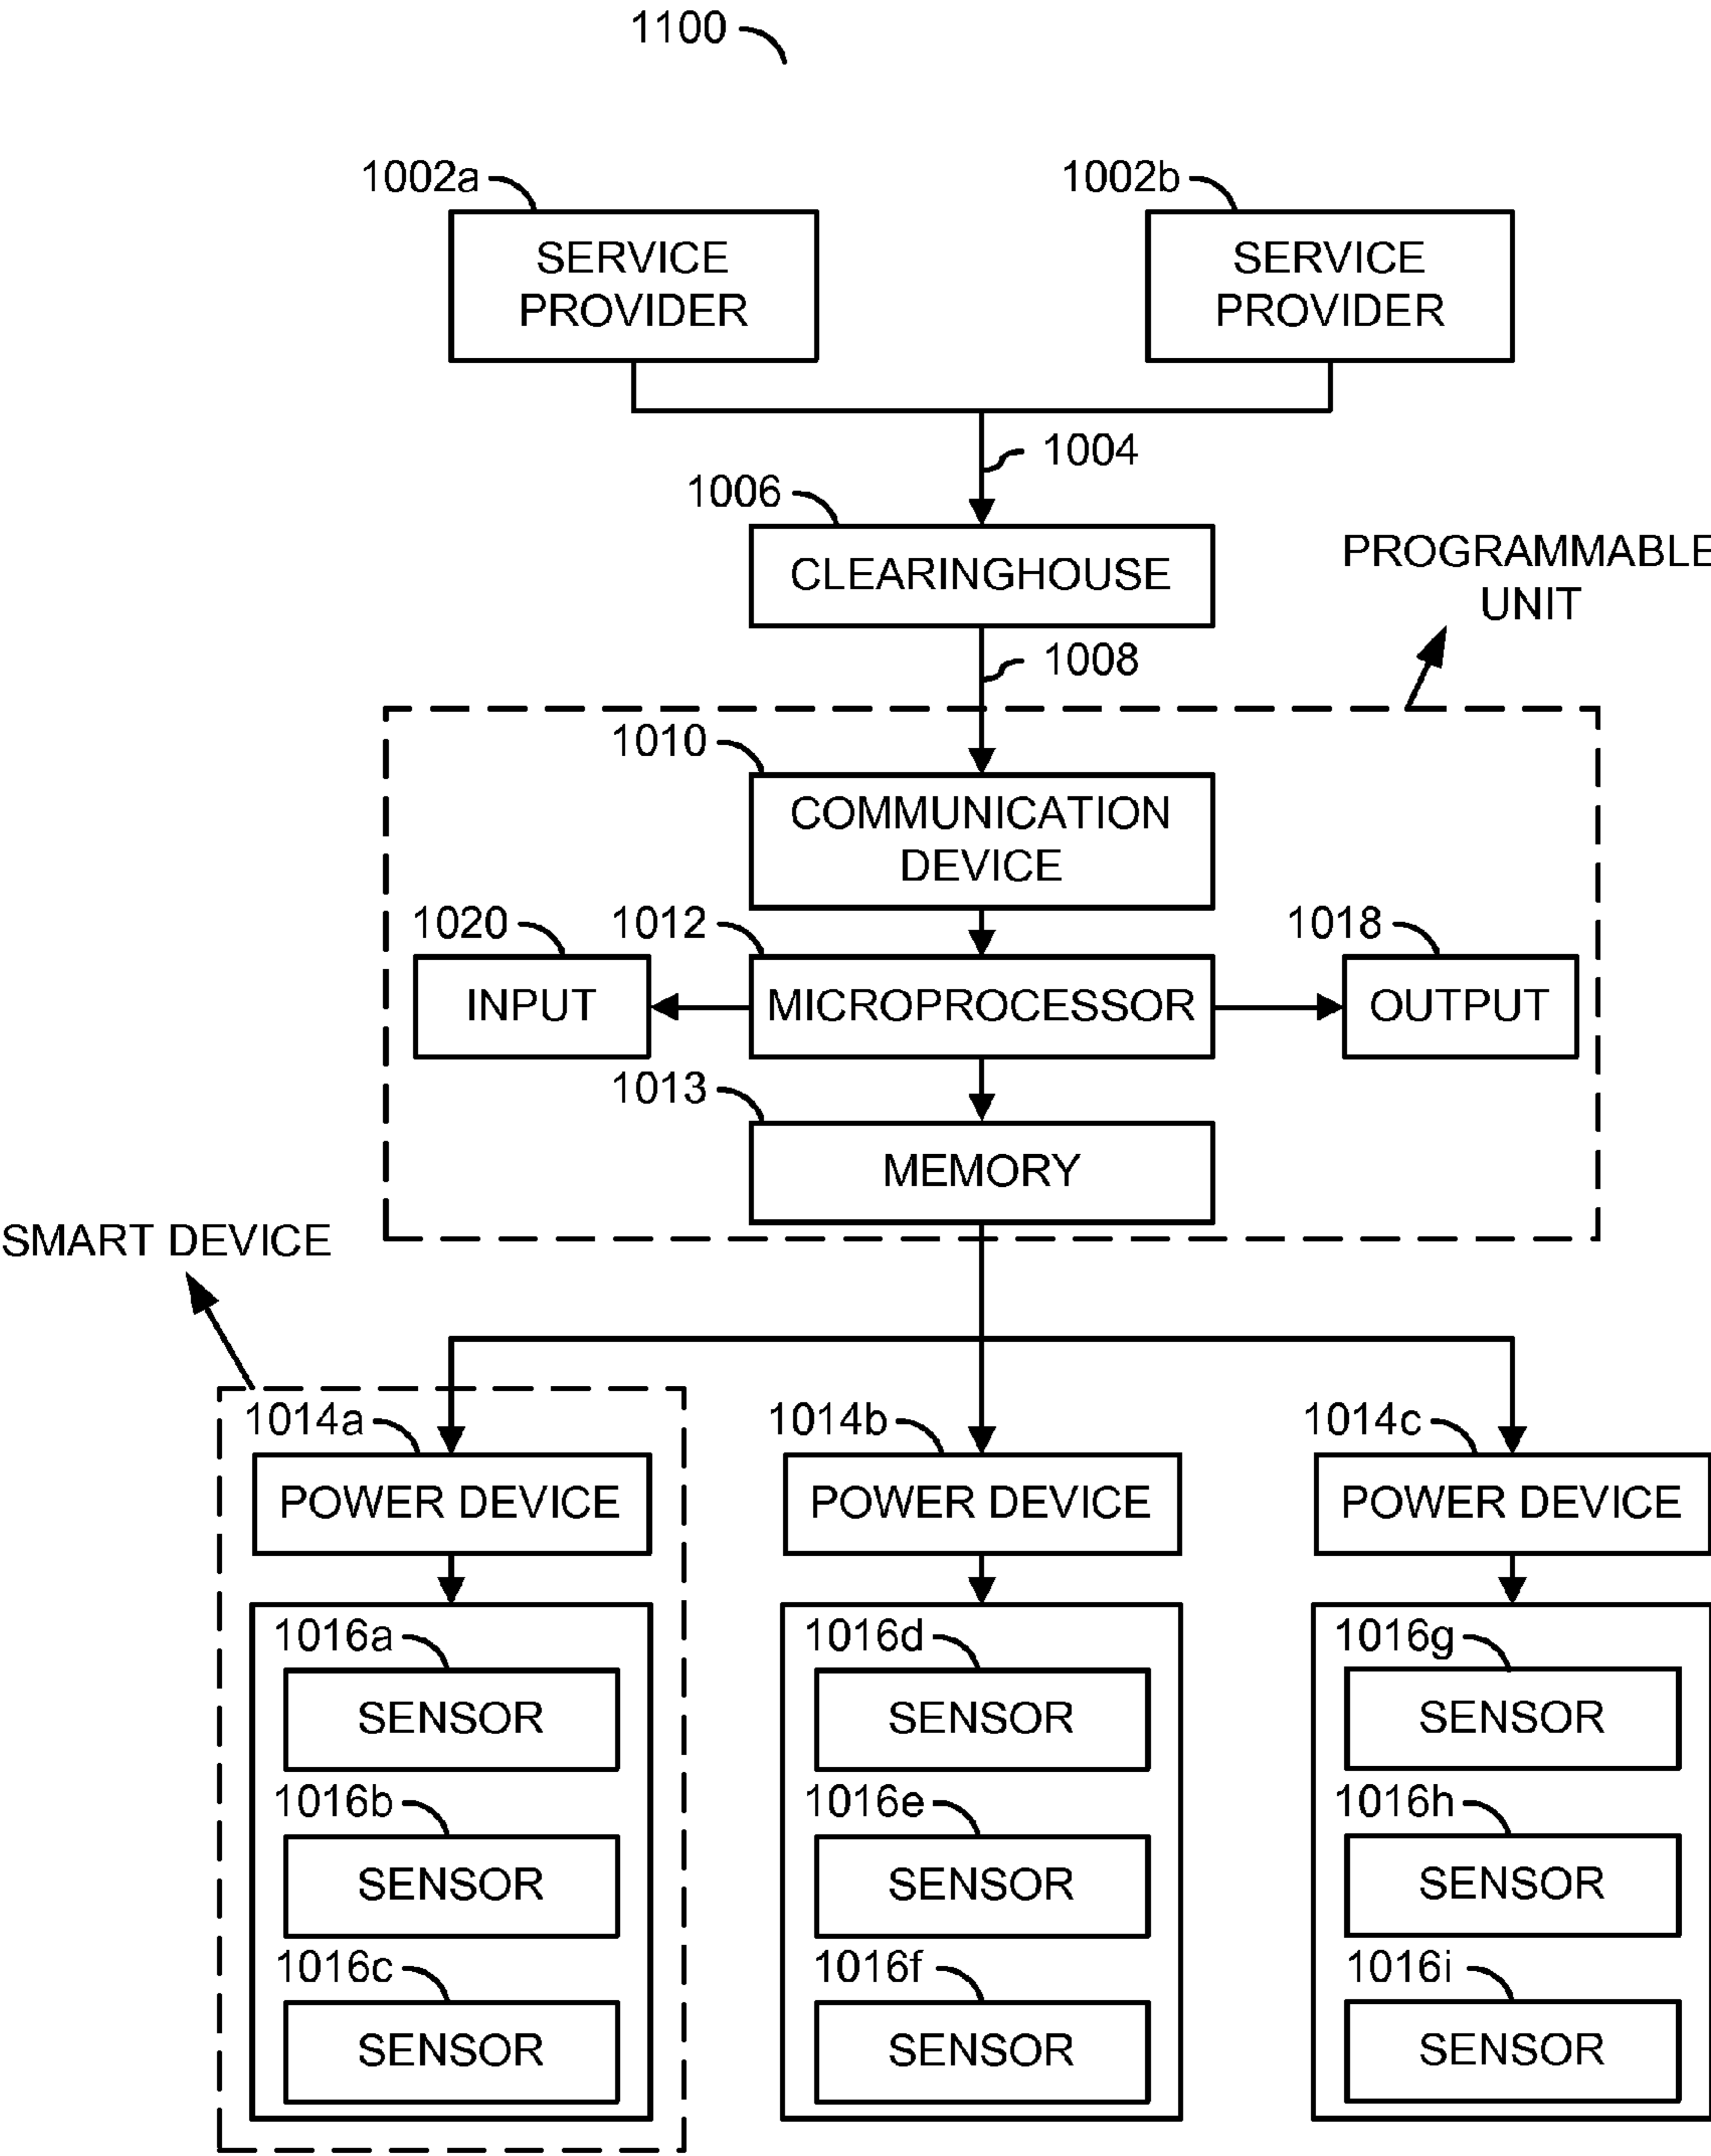 1100
1002a
1002b
SERVICE
PROVIDER
SERVICE
PROVIDER
1004
1006
CLEARINGHOUSE
PROGRAMMABLE
UNIT
1008
1010
COMMUNICATION
DEVICE
1020
1012
1018
INPUT
MICROPROCESSOR
OUTPUT
1013
MEMORY
SMART DEVICE
1014a
1014b
1014c
POWER DEVICE
POWER DEVICE
POWER DEVICE
1016a
1016d
1016g
SENSOR
SENSOR
SENSOR
1016b
1016e
1016h
SENSOR
SENSOR
SENSOR
1016c
1016f
1016i
SENSOR
SENSOR
SENSOR